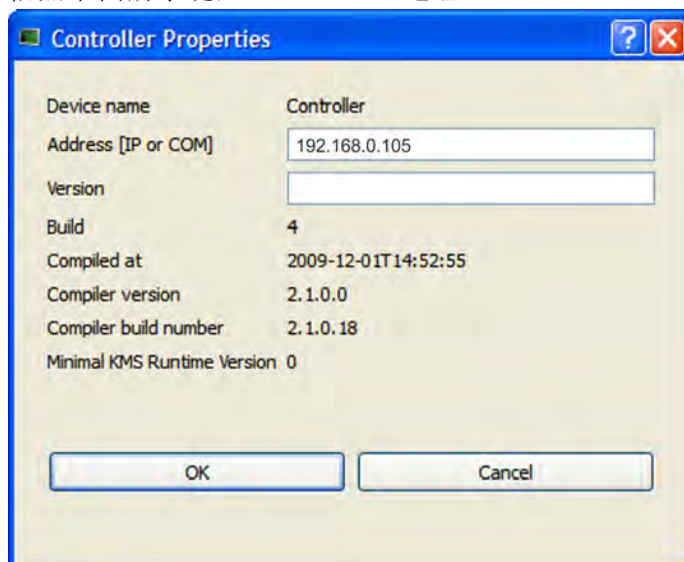 Controller Properties
Device name Controller
Address [IP or COM] 192.168.0.105
Version
Build 4
Compiled at 2009-12-01T14:52:55
Compiler version 2.1.0.0
Compiler build number 2.1.0.18
Minimal KMS Runtime Version 0
OK Cancel